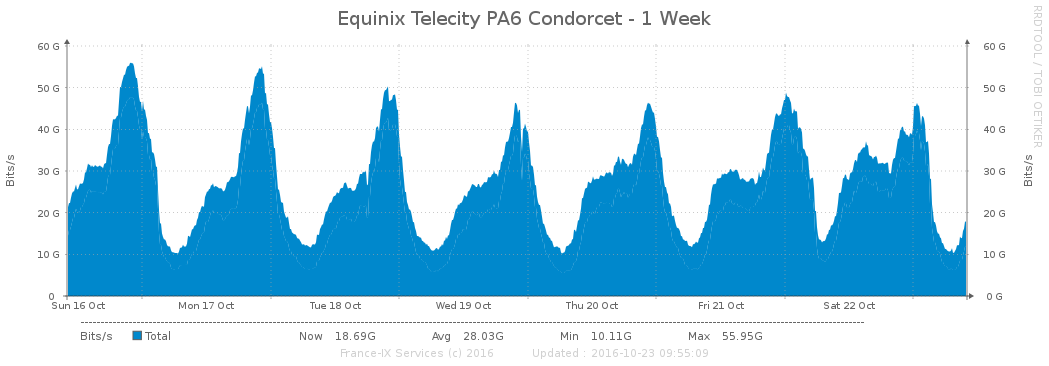 Equinix Telecity PA6 Condorcet - 1 Week
RRDTOOL / TOBI OETIKER
Bits/s
60 G
50 G
40 G
30 G
20 G
10 G
0
60 G
50 G
40 G
30 G
20 G
10 G
0 G
Bits/s
Sun 16 Oct Mon 17 Oct Tue 18 Oct Wed 19 Oct Thu 20 Oct Fri 21 Oct Sat 22 Oct
Bits/s Total Now 18.69G Avg 28.03G Min 10.11G Max 55.95G
France-IX Services (c) 2016 Updated : 2016-10-23 09:55:09